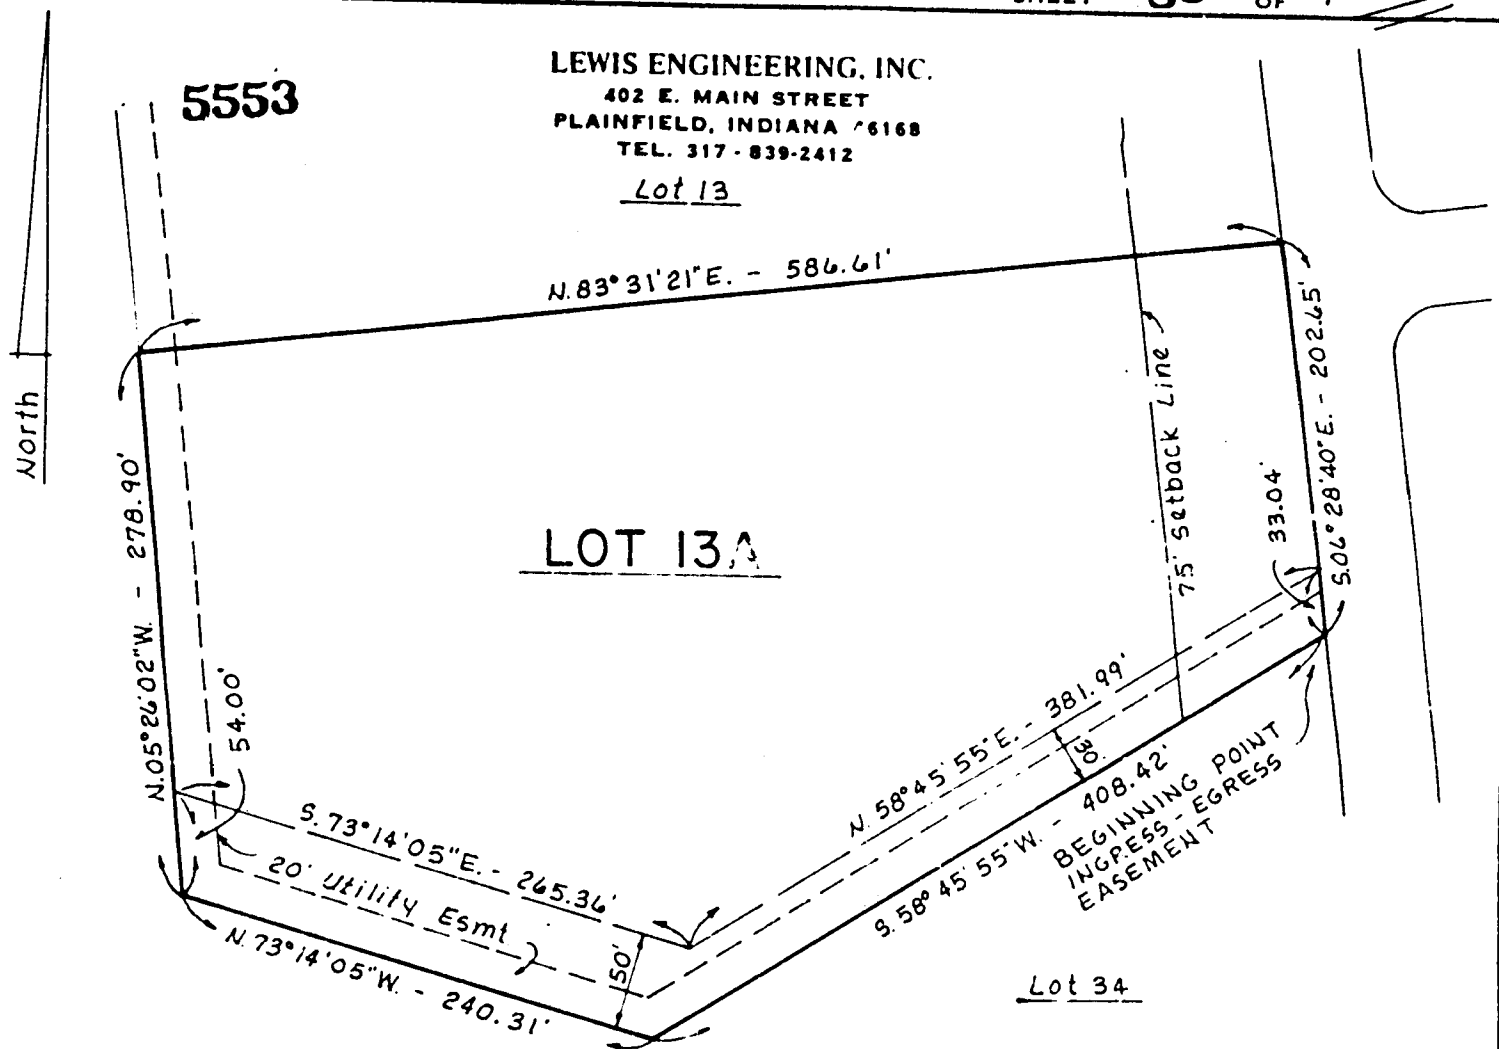 OF
5553
LEWIS ENGINEERING, INC.
402 E. MAIN STREET
PLAINFIELD, INDIANA 6168
TEL. 317 - 839-2412
Lot 13
N. 83° 31' 21" E. - 586.61'
North
N. 05° 26' 02" W. - 278.90'
LOT 13A
75' Setback Line
S. 06° 28' 40" E. - 202.65'
33.04'
54.00'
S. 73° 14' 05" E. - 265.36'
20' Utility Esmt
N. 73° 14' 05" W. - 240.31'
50'
N. 58° 45' 55" E. - 381.99'
30'
S. 58° 45' 55" W. - 408.42'
BEGINNING POINT
INGRESS - EGRESS
EASEMENT
Lot 34